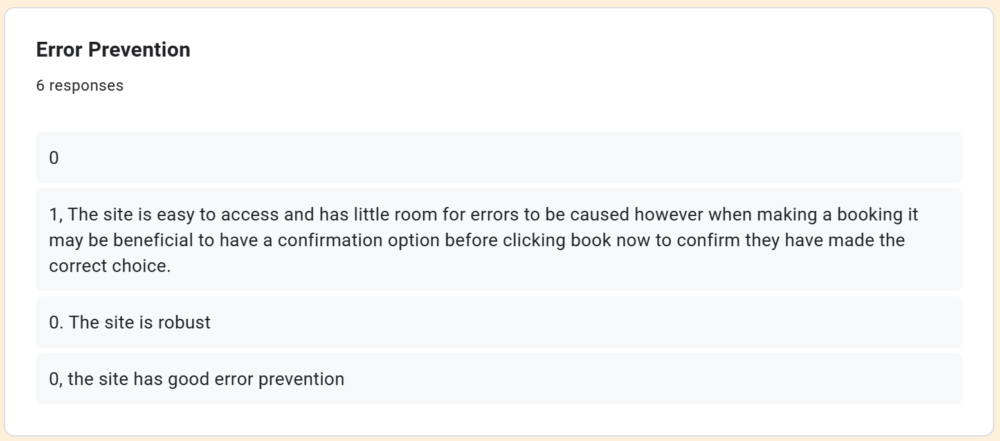 Error Prevention
6 responses
0
1, The site is easy to access and has little room for errors to be caused however when making a booking it
may be beneficial to have a confirmation option before clicking book now to confirm they have made the
correct choice.
0. The site is robust
0, the site has good error prevention